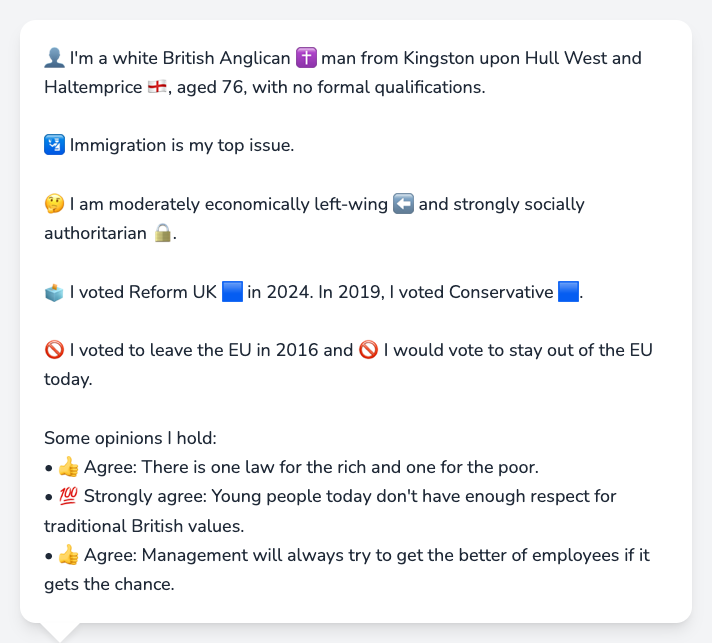 👤 I'm a white British Anglican ✝️ man from Kingston upon Hull West and
Haltemprice 🏴󠁧󠁢󠁥󠁮󠁧󠁿, aged 76, with no formal qualifications.
🛂 Immigration is my top issue.
🤔 I am moderately economically left-wing ⬅️ and strongly socially
authoritarian 🔒.
🗳️ I voted Reform UK 🟦 in 2024. In 2019, I voted Conservative 🟦.
🚫 I voted to leave the EU in 2016 and 🚫 I would vote to stay out of the EU
today.
Some opinions I hold:
• 👍 Agree: There is one law for the rich and one for the poor.
• 💯 Strongly agree: Young people today don't have enough respect for
traditional British values.
• 👍 Agree: Management will always try to get the better of employees if it
gets the chance.